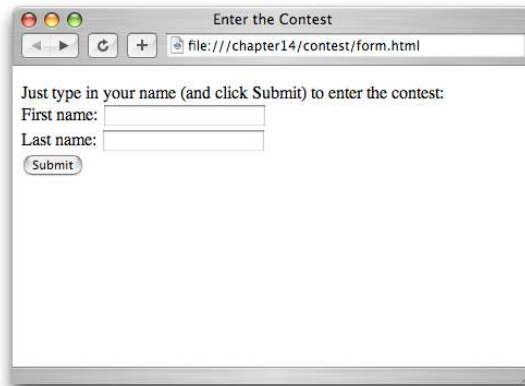 Enter the Contest
file:///chapter14/contest/form.html
Just type in your name (and click Submit) to enter the contest:
First name:
Last name:
Submit